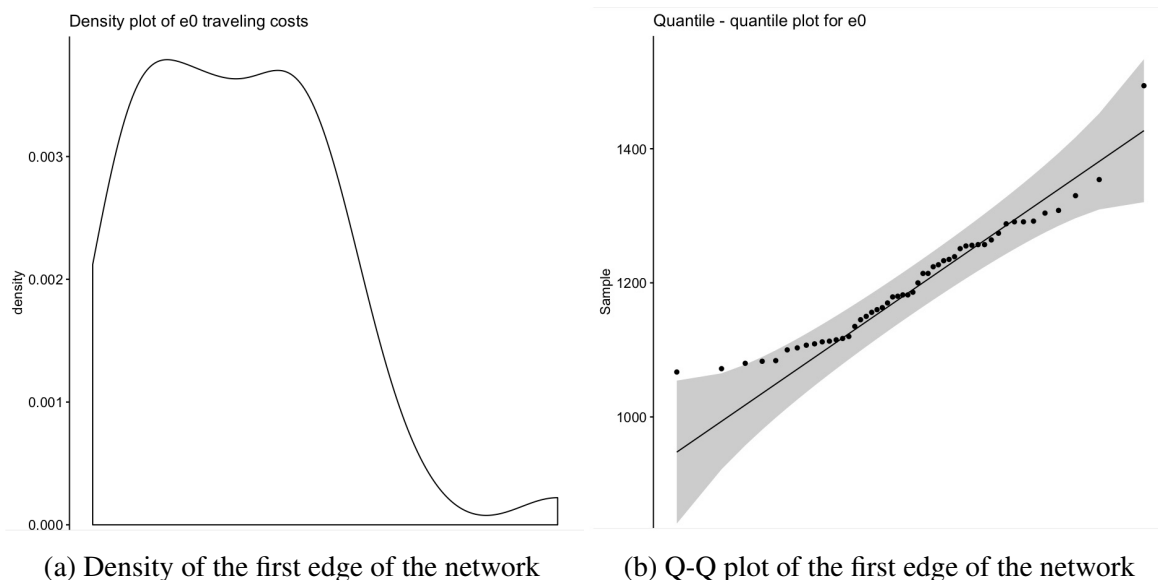 Density plot of e0 traveling costs
density
0.003
0.002
0.001
0.000
(a) Density of the first edge of the network
Quantile - quantile plot for e0
Sample
1400
1200
1000
(b) Q-Q plot of the first edge of the network